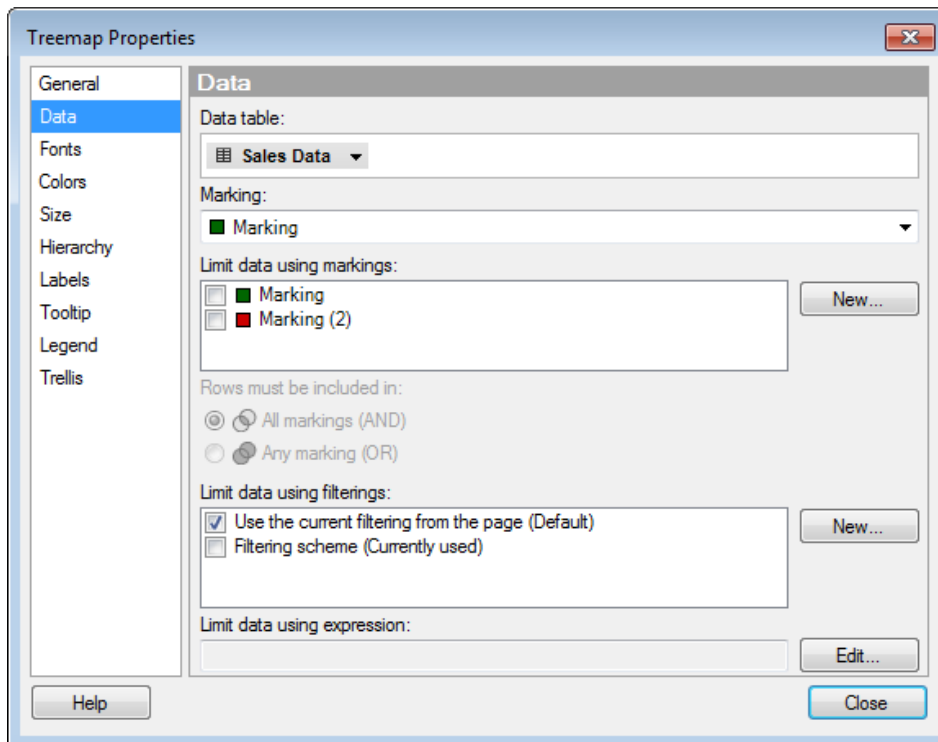 Treemap Properties
General
Data
Fonts
Colors
Size
Hierarchy
Labels
Tooltip
Legend
Trellis
Data
Data table:
Sales Data
Marking:
Marking
Limit data using markings:
Marking
Marking (2)
New...
Rows must be included in:
All markings (AND)
Any marking (OR)
Limit data using filterings:
Use the current filtering from the page (Default)
Filtering scheme (Currently used)
New...
Limit data using expression:
Edit...
Help
Close